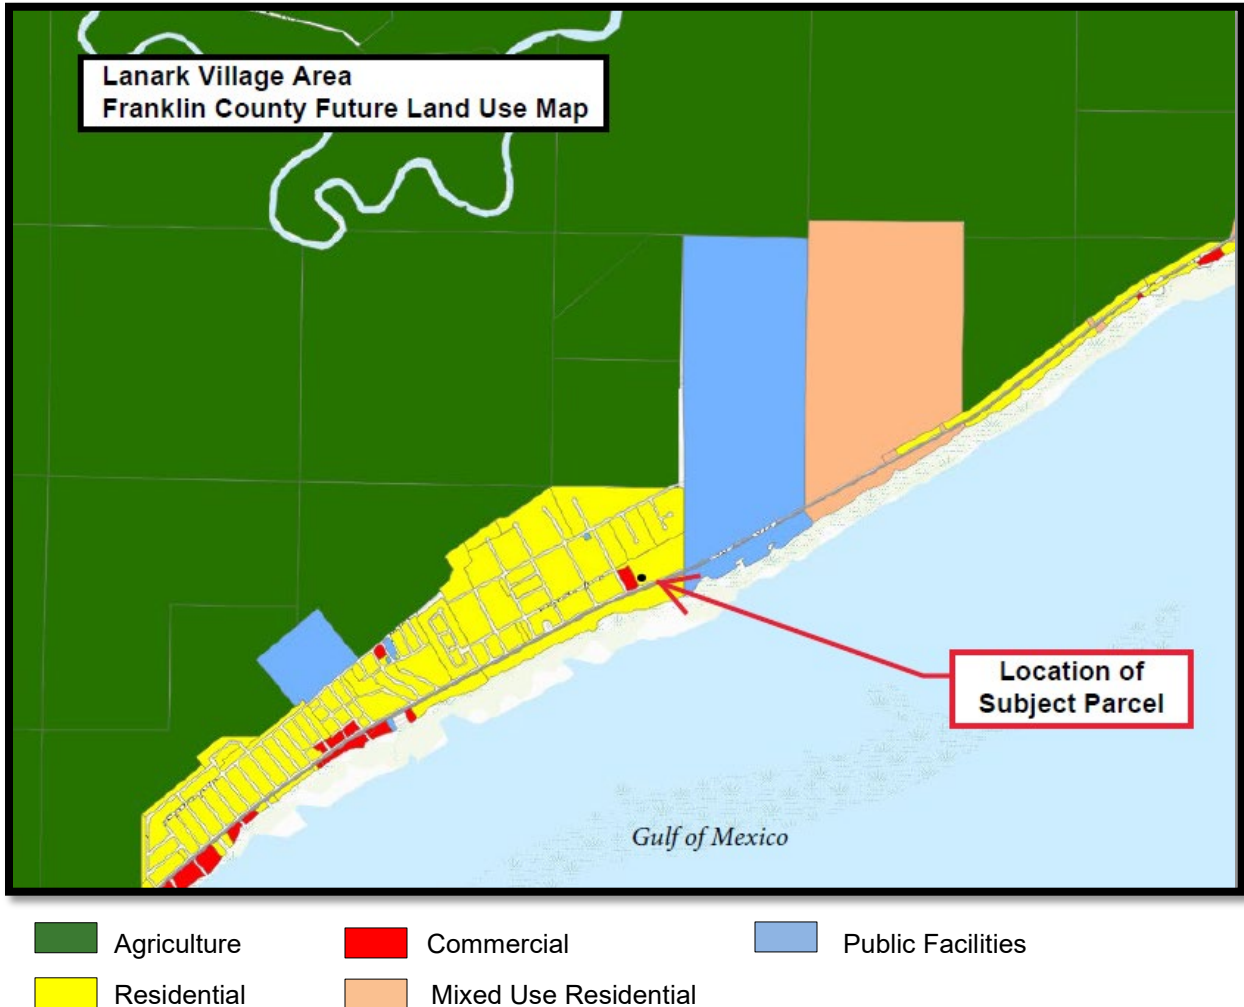 Lanark Village Area
Franklin County Future Land Use Map
Location of
Subject Parcel
Gulf of Mexico
Agriculture
Commercial
Public Facilities
Residential
Mixed Use Residential